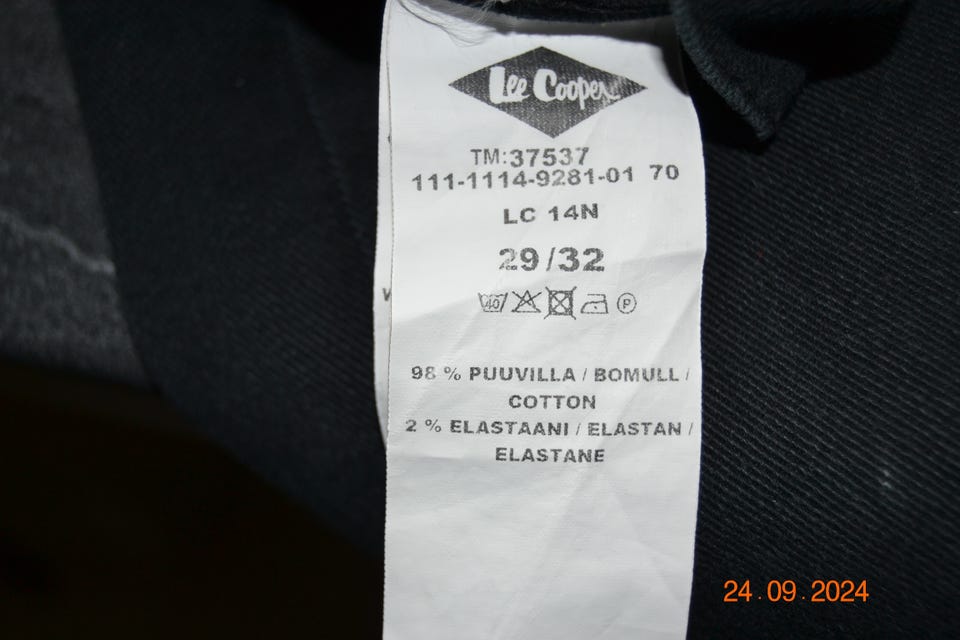 Lee Cooper
TM:37537
111-1114-9281-01 70
LC 14N
29/32
40 P
98 % PUUVILLA / BOMULL /
COTTON
2 % ELASTAANI / ELASTAN /
ELASTANE
24.09.2024